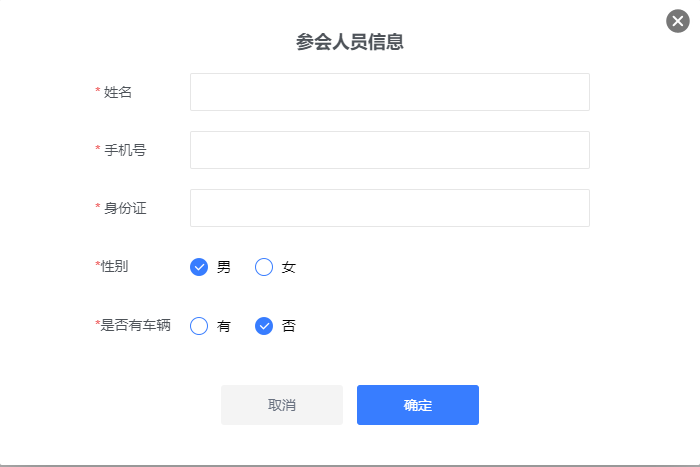 参会人员信息
* 姓名
* 手机号
* 身份证
*性别 男 女
*是否有车辆 有 否
取消 确定